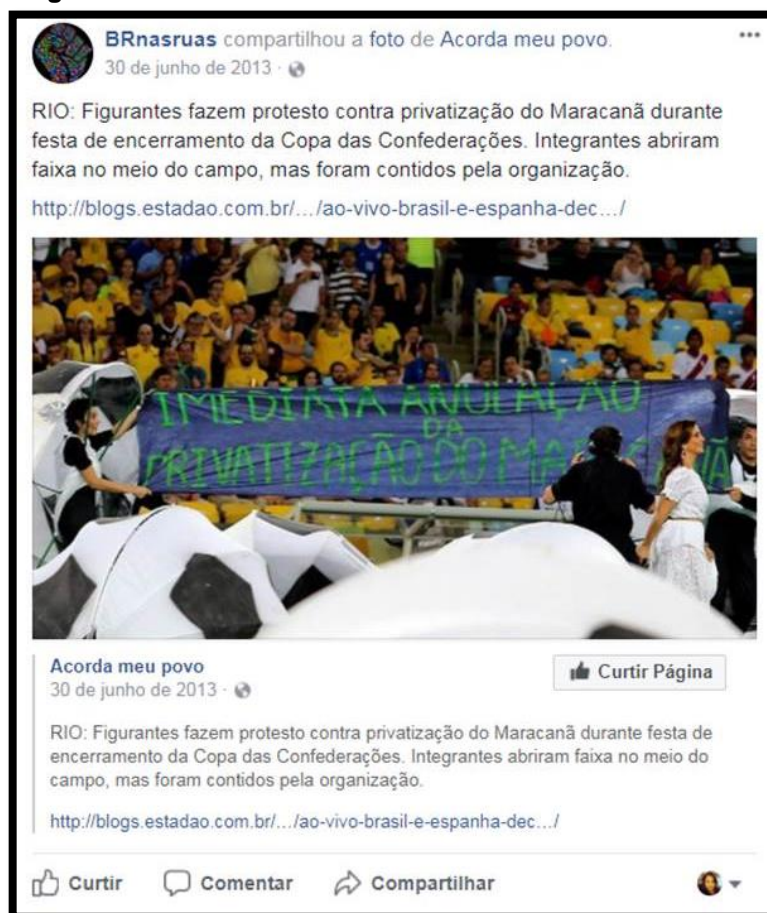 BRnasruas compartilhou a foto de Acorda meu povo.
30 de junho de 2013 ·
RIO: Figurantes fazem protesto contra privatização do Maracanã durante
festa de encerramento da Copa das Confederações. Integrantes abriram
faixa no meio do campo, mas foram contidos pela organização.
http://blogs.estadao.com.br/…/ao-vivo-brasil-e-espanha-dec…/
IMEDIATA ANULAÇÃO
DA
PRIVATIZAÇÃO DO
Acorda meu povo
Curtir Página
30 de junho de 2013 ·
RIO: Figurantes fazem protesto contra privatização do Maracanã durante festa de
encerramento da Copa das Confederações. Integrantes abriram faixa no meio do
campo, mas foram contidos pela organização.
http://blogs.estadao.com.br/…/ao-vivo-brasil-e-espanha-dec…/
Curtir Comentar Compartilhar